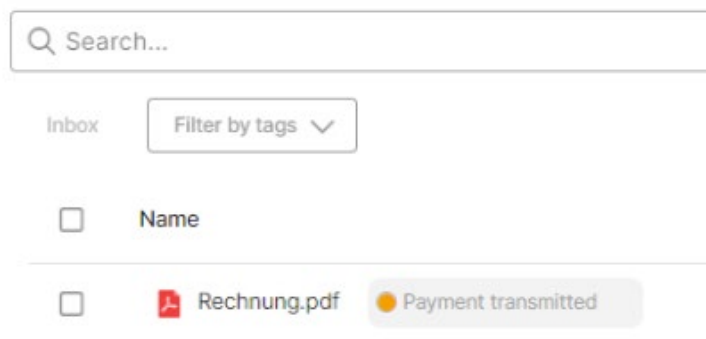 Search...
Inbox Filter by tags
Name
Rechnung.pdf Payment transmitted